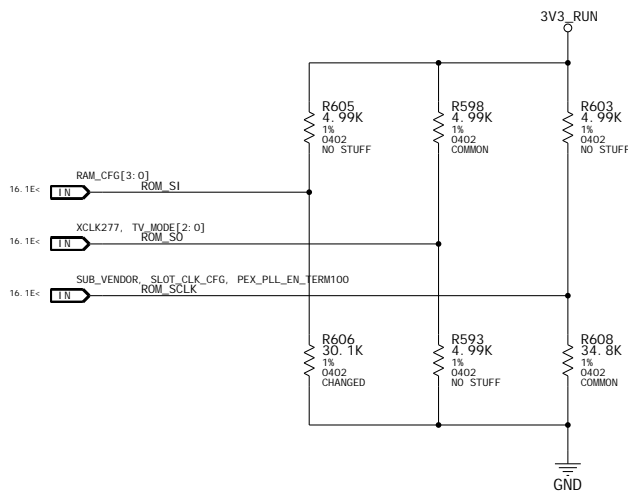 3V3_RUN
R605
4.99K
1%
0402
NO STUFF
R598
4.99K
1%
0402
COMMON
R603
4.99K
1%
0402
NO STUFF
RAM_CFG[3:0]
16.1E< IN ROM_SI
XCLK277, TV_MODE[2:0]
16.1E< IN ROM_SO
SUB_VENDOR, SLOT_CLK_CFG, PEX_PLL_EN_TERM100
16.1E< IN ROM_SCLK
R606
30.1K
1%
0402
CHANGED
R593
4.99K
1%
0402
NO STUFF
R608
34.8K
1%
0402
COMMON
GND